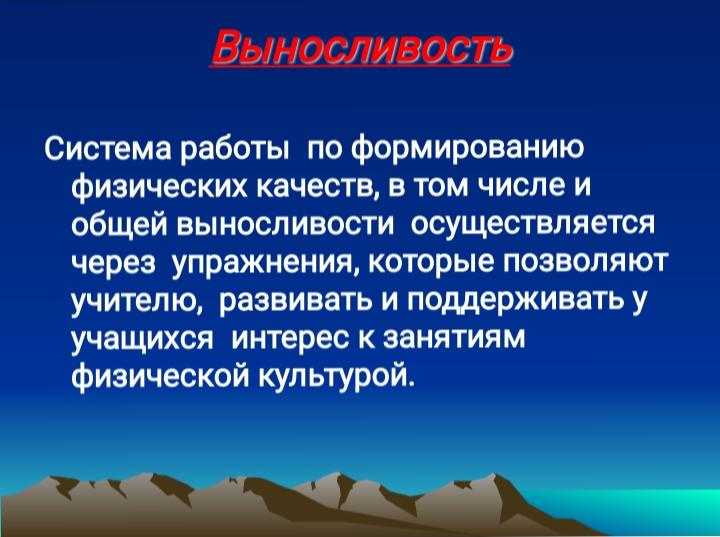 Выносливость
Система работы по формированию
физических качеств, в том числе и
общей выносливости осуществляется
через упражнения, которые позволяют
учителю, развивать и поддерживать у
учащихся интерес к занятиям
физической культурой.